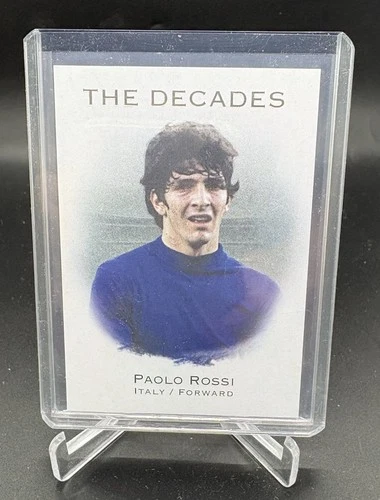 THE DECADES
PAOLO ROSSI
ITALY / FORWARD